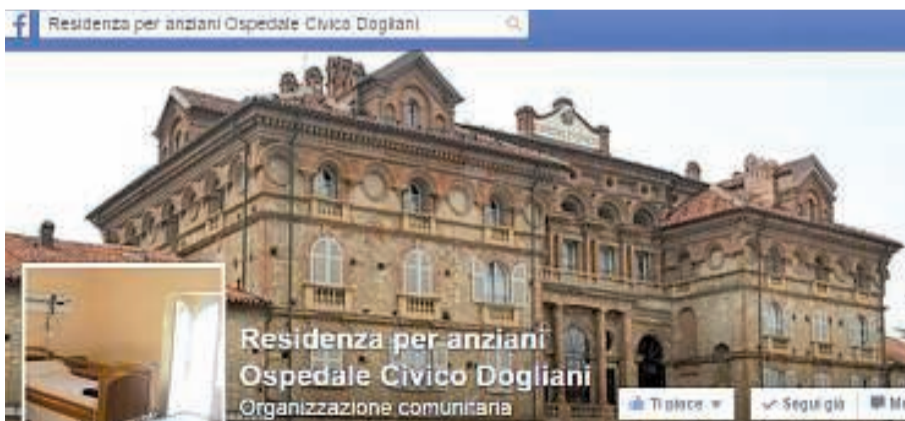 f Residenza per anziani Ospedale Civico Dogliani
Residenza per anziani
Ospedale Civico Dogliani
Organizzazione comunitaria
Ti piace
Segui già